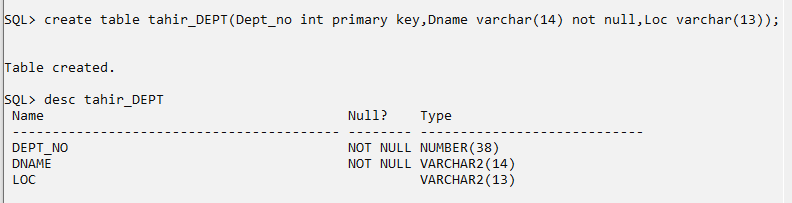 SQL> create table tahir_DEPT(Dept_no int primary key,Dname varchar(14) not null,Loc varchar(13));
Table created.
SQL> desc tahir_DEPT
Name Null? Type
----------------------------------------- -------- ----------------------------
DEPT_NO NOT NULL NUMBER(38)
DNAME NOT NULL VARCHAR2(14)
LOC VARCHAR2(13)